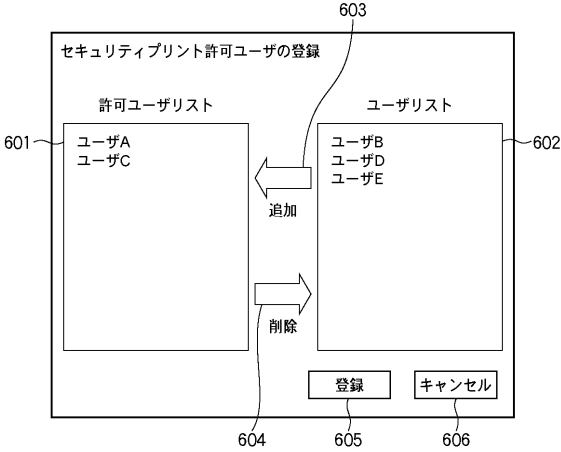 603
セキュリティプリント許可ユーザの登録
許可ユーザリスト
ユーザリスト
601
ユーザA
ユーザC
ユーザB
ユーザD
ユーザE
602
追加
削除
登録
キャンセル
604
605
606